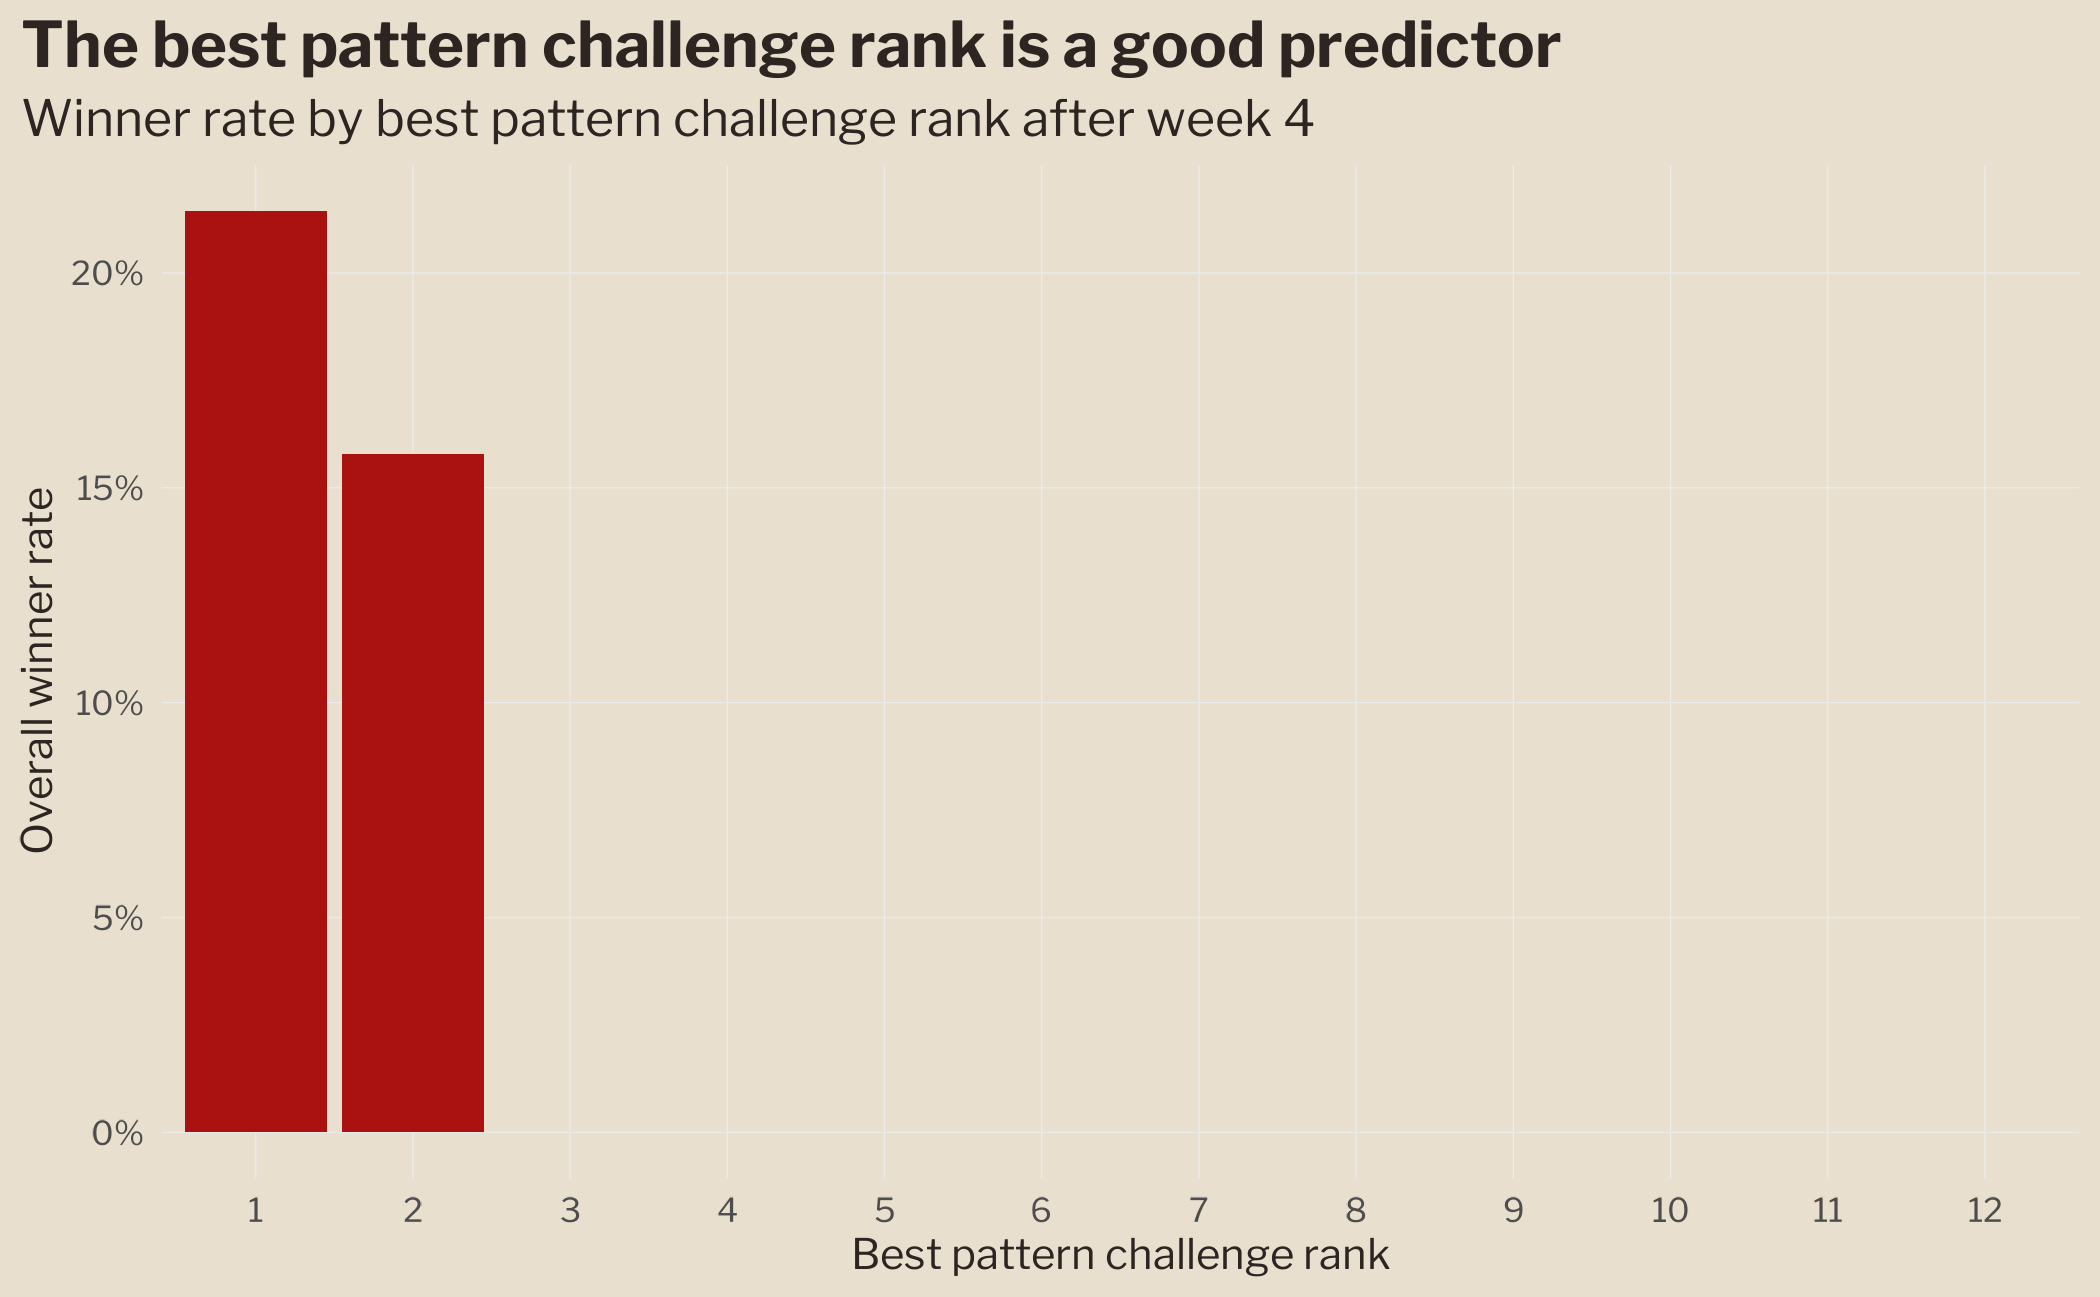 The best pattern challenge rank is a good predictor
Winner rate by best pattern challenge rank after week 4
Overall winner rate
20%
15%
10%
5%
0%
1 2 3 4 5 6 7 8 9 10 11 12
Best pattern challenge rank